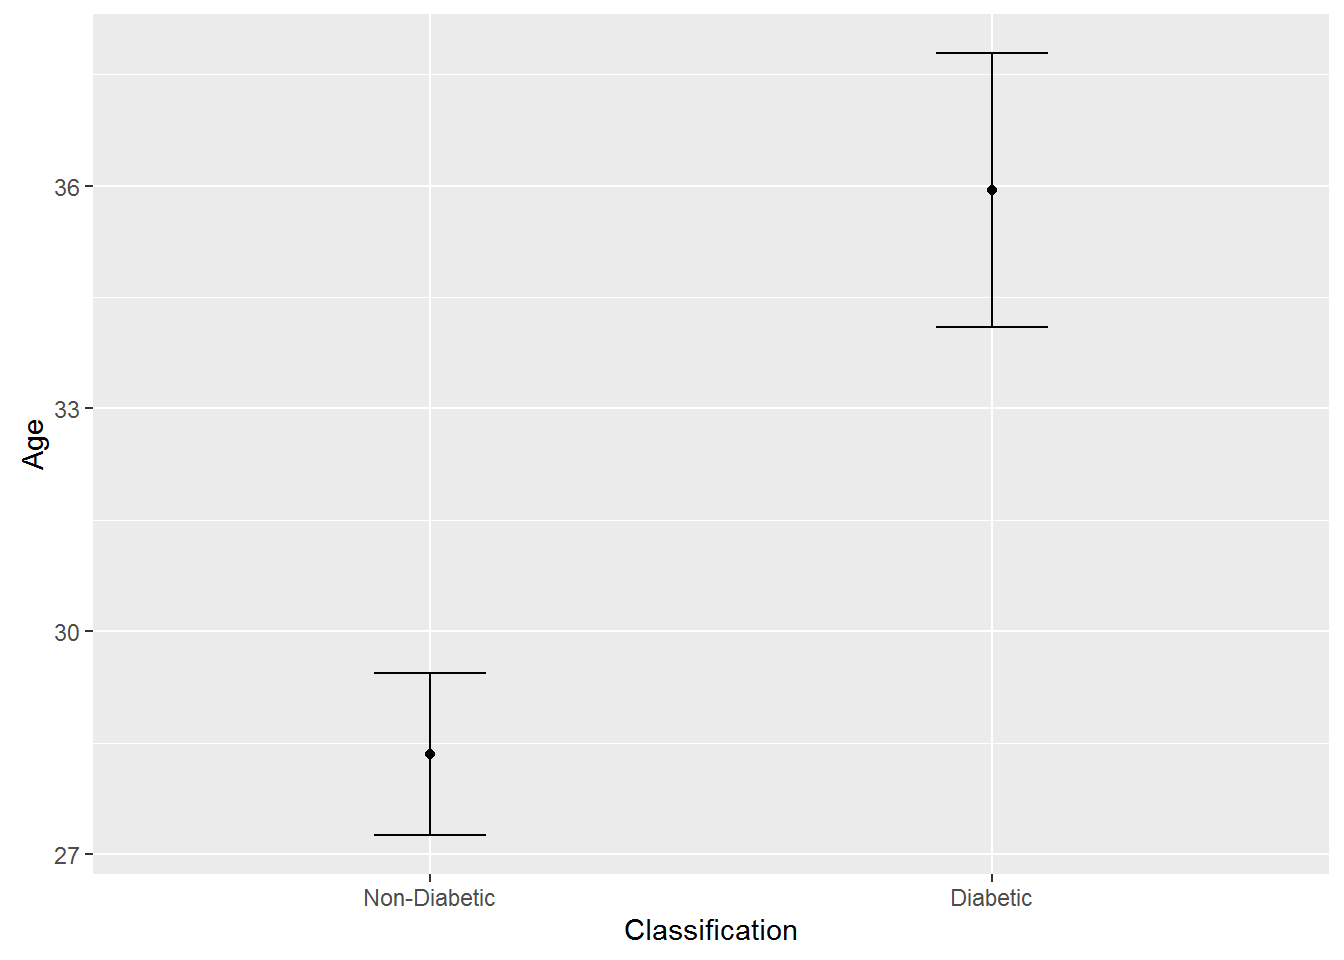 Age
36
33
30
27
Non-Diabetic
Diabetic
Classification